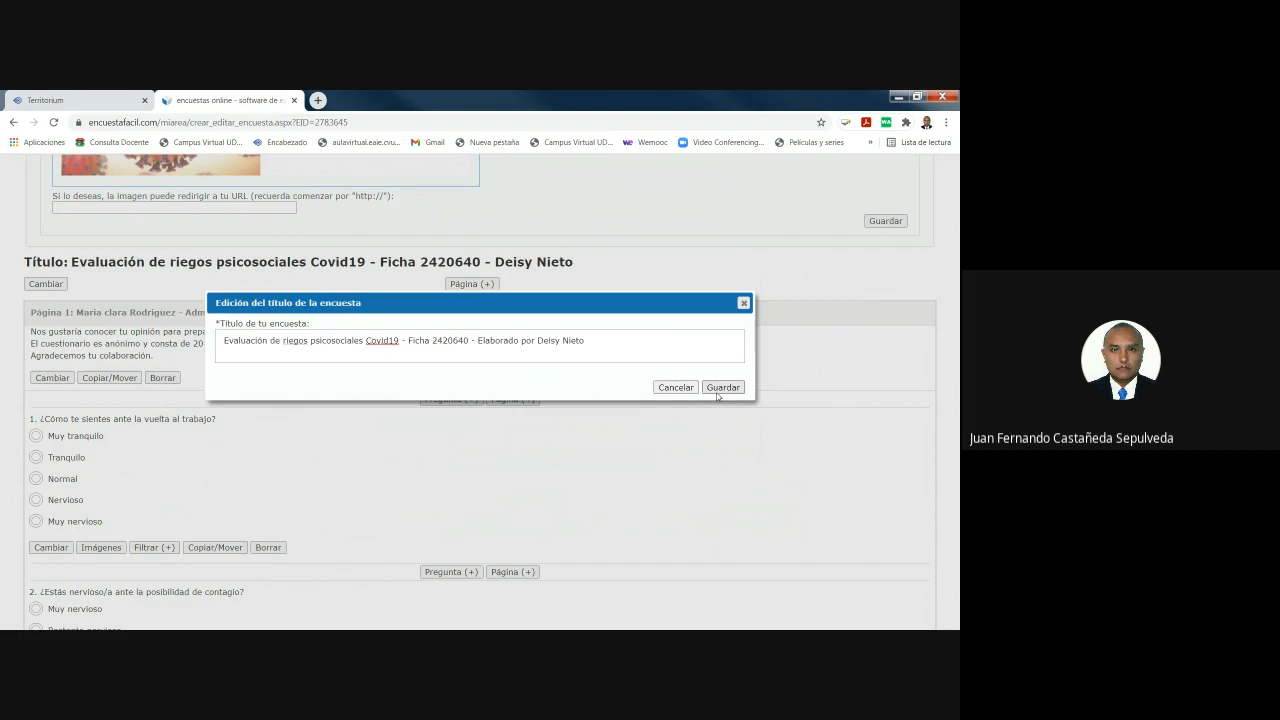 Territorium
encuestas online - software de e
encuestafacil.com/miarea/crear_editar_encuesta.aspx?EID=2783645
Aplicaciones
Consulta Docente
Campus Virtual UD...
Encabezado
aulavirtual.eaie.cvu...
Gmail
Nueva pestaña
Campus Virtual UD...
Wemooc
Video Conferencing...
Películas y series
»
Lista de lectura
Si lo deseas, la imagen puede redirigir a tu URL (recuerda comenzar por "http://"):
Guardar
Título: Evaluación de riegos psicosociales Covid19 - Ficha 2420640 - Deisy Nieto
Cambiar
Página (+)
Edición del título de la encuesta
Página 1: Maria clara Rodriguez - Adm
*Título de tu encuesta:
Nos gustaría conocer tu opinión para prepa
Evaluación de riegos psicosociales Covid19 - Ficha 2420640 - Elaborado por Deisy Nieto
El cuestionario es anónimo y consta de 20
Agradecemos tu colaboración.
Cambiar
Copiar/Mover
Borrar
Cancelar
Guardar
Pregunta (+)
Página (+)
1. ¿Cómo te sientes ante la vuelta al trabajo?
Muy tranquilo
Tranquilo
Normal
Nervioso
Muy nervioso
Juan Fernando Castañeda Sepulveda
Cambiar
Imágenes
Filtrar (+)
Copiar/Mover
Borrar
Pregunta (+)
Página (+)
2. ¿Estás nervioso/a ante la posibilidad de contagio?
Muy nervioso